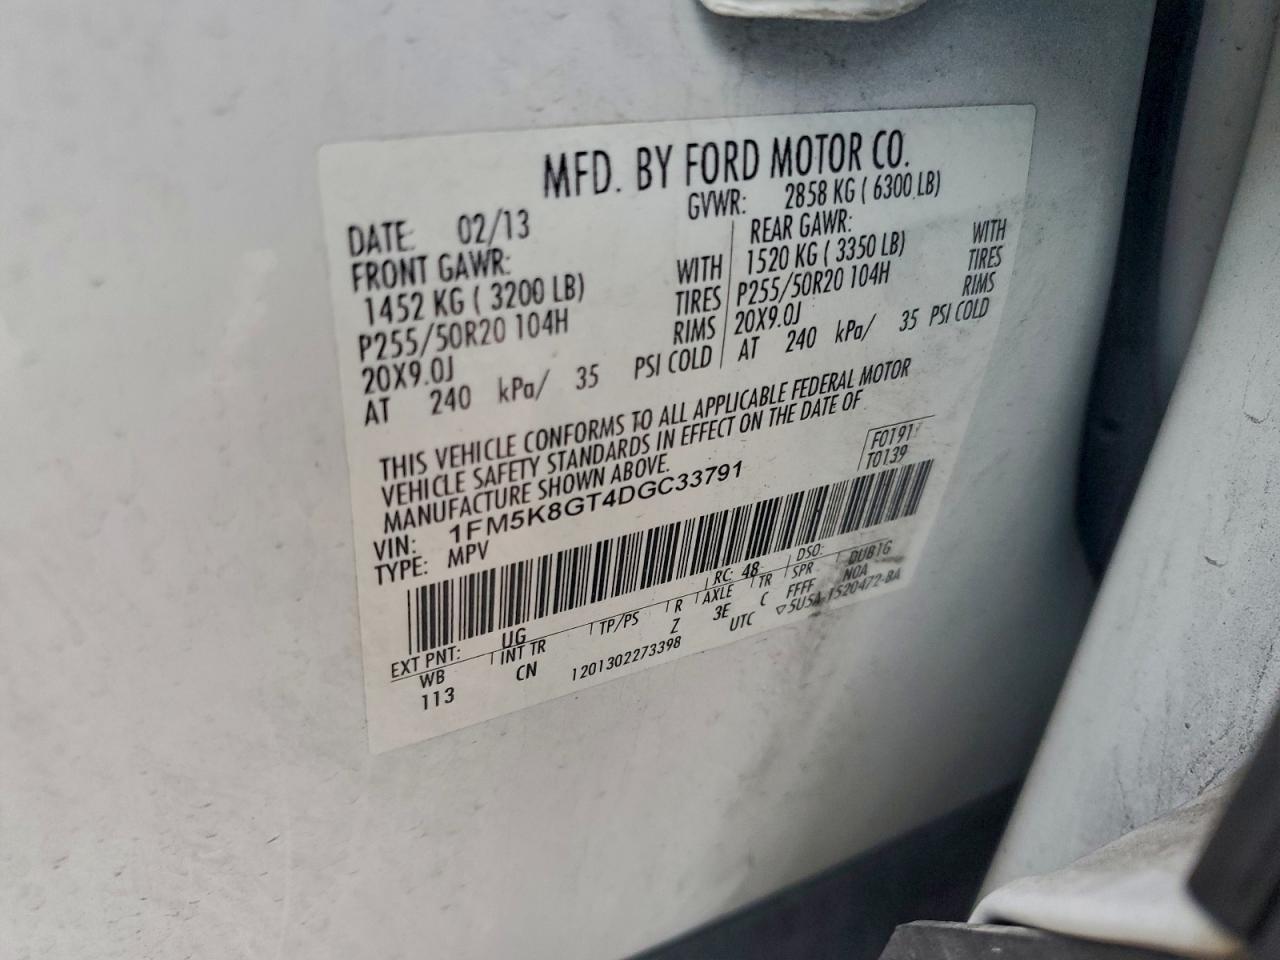 MFD. BY FORD MOTOR CO.
DATE: 02/13 GVWR: 2858 KG ( 6300 LB)
FRONT GAWR:
1452 KG ( 3200 LB) WITH
P255/50R20 104H TIRES
20X9.0J RIMS
AT 240 kPa/ 35 PSI COLD
REAR GAWR:
1520 KG ( 3350 LB) WITH
P255/50R20 104H TIRES
20X9.0J RIMS
AT 240 kPa/ 35 PSI COLD
THIS VEHICLE CONFORMS TO ALL APPLICABLE FEDERAL MOTOR
VEHICLE SAFETY STANDARDS IN EFFECT ON THE DATE OF
MANUFACTURE SHOWN ABOVE.
F0191
T0139
VIN: 1FM5K8GT4DGC33791
TYPE: MPV
EXT PNT: UG RC: 48 DSO:
WB INT TR TP/PS R AXLE TR SPR DUB1G
113 CN Z 3E C FFFF NOA
1201302273398 UTC ▽5U5A-1520472-BA